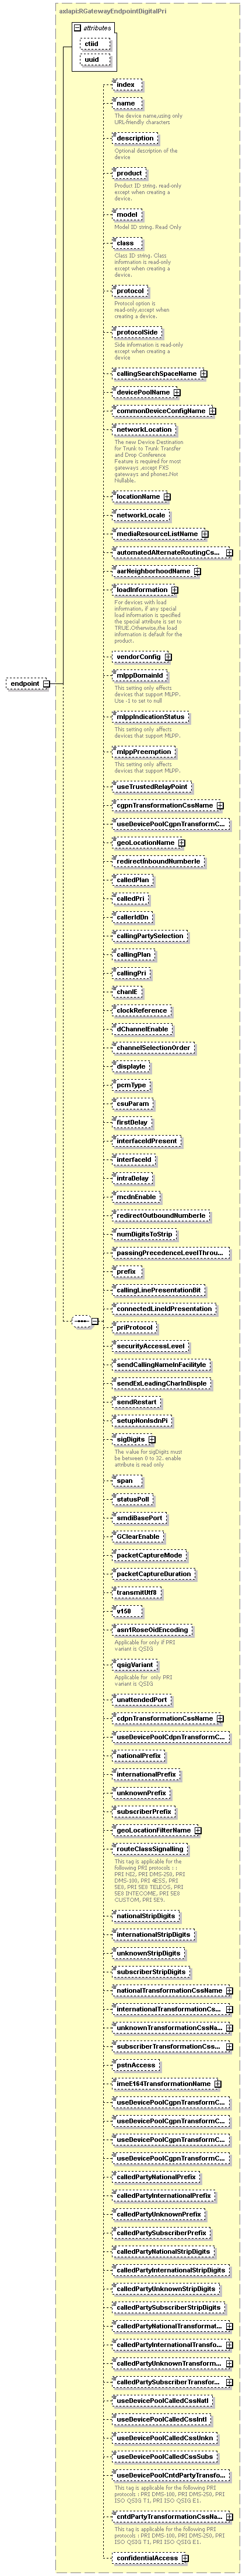 axlapi:RGatewayEndpointDigitalPri
attributes
ctiid
uuid
endpoint
index
name
The device name,using only
URL-friendly characters
description
Optional description of the
device
product
Product ID string. read-only
except when creating a
device.
model
Model ID string. Read Only
class
Class ID string. Class
information is read-only
except when creating a
device.
protocol
Protocol option is
read-only,except when
creating a device.
protocolSide
Side information is read-only
except when creating a
device
callingSearchSpaceName
devicePoolName
commonDeviceConfigName
networkLocation
The new Device Destination
for Trunk to Trunk Transfer
and Drop Conference
Feature is required for most
gateways ,except FXS
gateways and phones.Not
Nullable.
locationName
networkLocale
mediaResourceListName
automatedAlternateRoutingCs...
aarNeighborhoodName
loadInformation
For devices with load
information, if any special
load information is specified
the special attribute is set to
TRUE.Otherwise,the load
information is default for the
product.
vendorConfig
mlppDomainId
This setting only affects
devices that support MLPP.
Use -1 to set to null
mlppIndicationStatus
This setting only affects
devices that support MLPP.
mlppPreemption
This setting only affects
devices that support MLPP.
useTrustedRelayPoint
cgpnTransformationCssName
useDevicePoolCgpnTransformC...
geoLocationName
redirectInboundNumberIe
calledPlan
calledPri
callerIdDn
callingPartySelection
callingPlan
callingPri
chanIE
clockReference
dChannelEnable
channelSelectionOrder
displayIe
pcmType
csuParam
firstDelay
interfaceIdPresent
interfaceId
intraDelay
mcdnEnable
redirectOutboundNumberIe
numDigitsToStrip
passingPrecedenceLevelThrou...
prefix
callingLinePresentationBit
connectedLineIdPresentation
priProtocol
securityAccessLevel
sendCallingNameInFacilityIe
sendExLeadingCharInDispIe
sendRestart
setupNonIsdnPi
sigDigits
The value for sigDigits must
be between 0 to 32. enable
attribute is read only
span
statusPoll
smdiBasePort
GClearEnable
packetCaptureMode
packetCaptureDuration
transmitUtf8
v150
asn1RoseOidEncoding
Applicable for only if PRI
variant is QSIG
qsigVariant
Applicable for only PRI
variant is QSIG
unattendedPort
cdpnTransformationCssName
useDevicePoolCdpnTransformC...
nationalPrefix
internationalPrefix
unknownPrefix
subscriberPrefix
geoLocationFilterName
routeClassSignalling
This tag is applicable for the
following PRI protocols : :
PRI NI2, PRI DMS-250, PRI
DMS-100, PRI 4ESS, PRI
5E8, PRI 5E8 TELEOS, PRI
5E8 INTECOME, PRI 5E8
CUSTOM, PRI 5E9.
nationalStripDigits
internationalStripDigits
unknownStripDigits
subscriberStripDigits
nationalTransformationCssName
internationalTransformationCs...
unknownTransformationCssNa...
subscriberTransformationCss...
pstnAccess
imeE164TransformationName
useDevicePoolCgpnTransformC...
useDevicePoolCgpnTransformC...
useDevicePoolCgpnTransformC...
useDevicePoolCgpnTransformC...
calledPartyNationalPrefix
calledPartyInternationalPrefix
calledPartyUnknownPrefix
calledPartySubscriberPrefix
calledPartyNationalStripDigits
calledPartyInternationalStripDigits
calledPartyUnknownStripDigits
calledPartySubscriberStripDigits
calledPartyNationalTransformat...
calledPartyInternationalTransfo...
calledPartyUnknownTransform...
calledPartySubscriberTransfor...
useDevicePoolCalledCssNatl
useDevicePoolCalledCssIntl
useDevicePoolCalledCssUnkn
useDevicePoolCalledCssSubs
useDevicePoolCntdPartyTransfo...
This tag is applicable for the following PRI
protocols : PRI DMS-100, PRI DMS-250, PRI
ISO QSIG T1, PRI ISO QSIG E1.
cntdPartyTransformationCssNa...
This tag is applicable for the following PRI
protocols : PRI DMS-100, PRI DMS-250, PRI
ISO QSIG T1, PRI ISO QSIG E1.
confidentialAccess